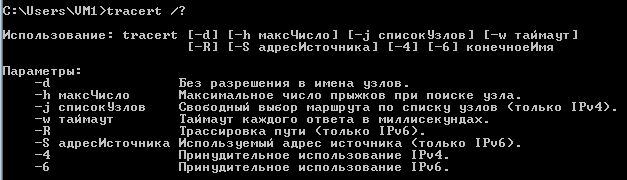 C:\Users\VM1>tracert /?
Использование: tracert [-d] [-h максЧисло] [-j списокУзлов] [-w таймаут]
[-R] [-S адресИсточника] [-4] [-6] конечноеИмя
Параметры:
-d Без разрешения в имена узлов.
-h максЧисло Максимальное число прыжков при поиске узла.
-j списокУзлов Свободный выбор маршрута по списку узлов (только IPv4).
-w таймаут Таймаут каждого ответа в миллисекундах.
-R Трассировка пути (только IPv6).
-S адресИсточника Используемый адрес источника (только IPv6).
-4 Принудительное использование IPv4.
-6 Принудительное использование IPv6.